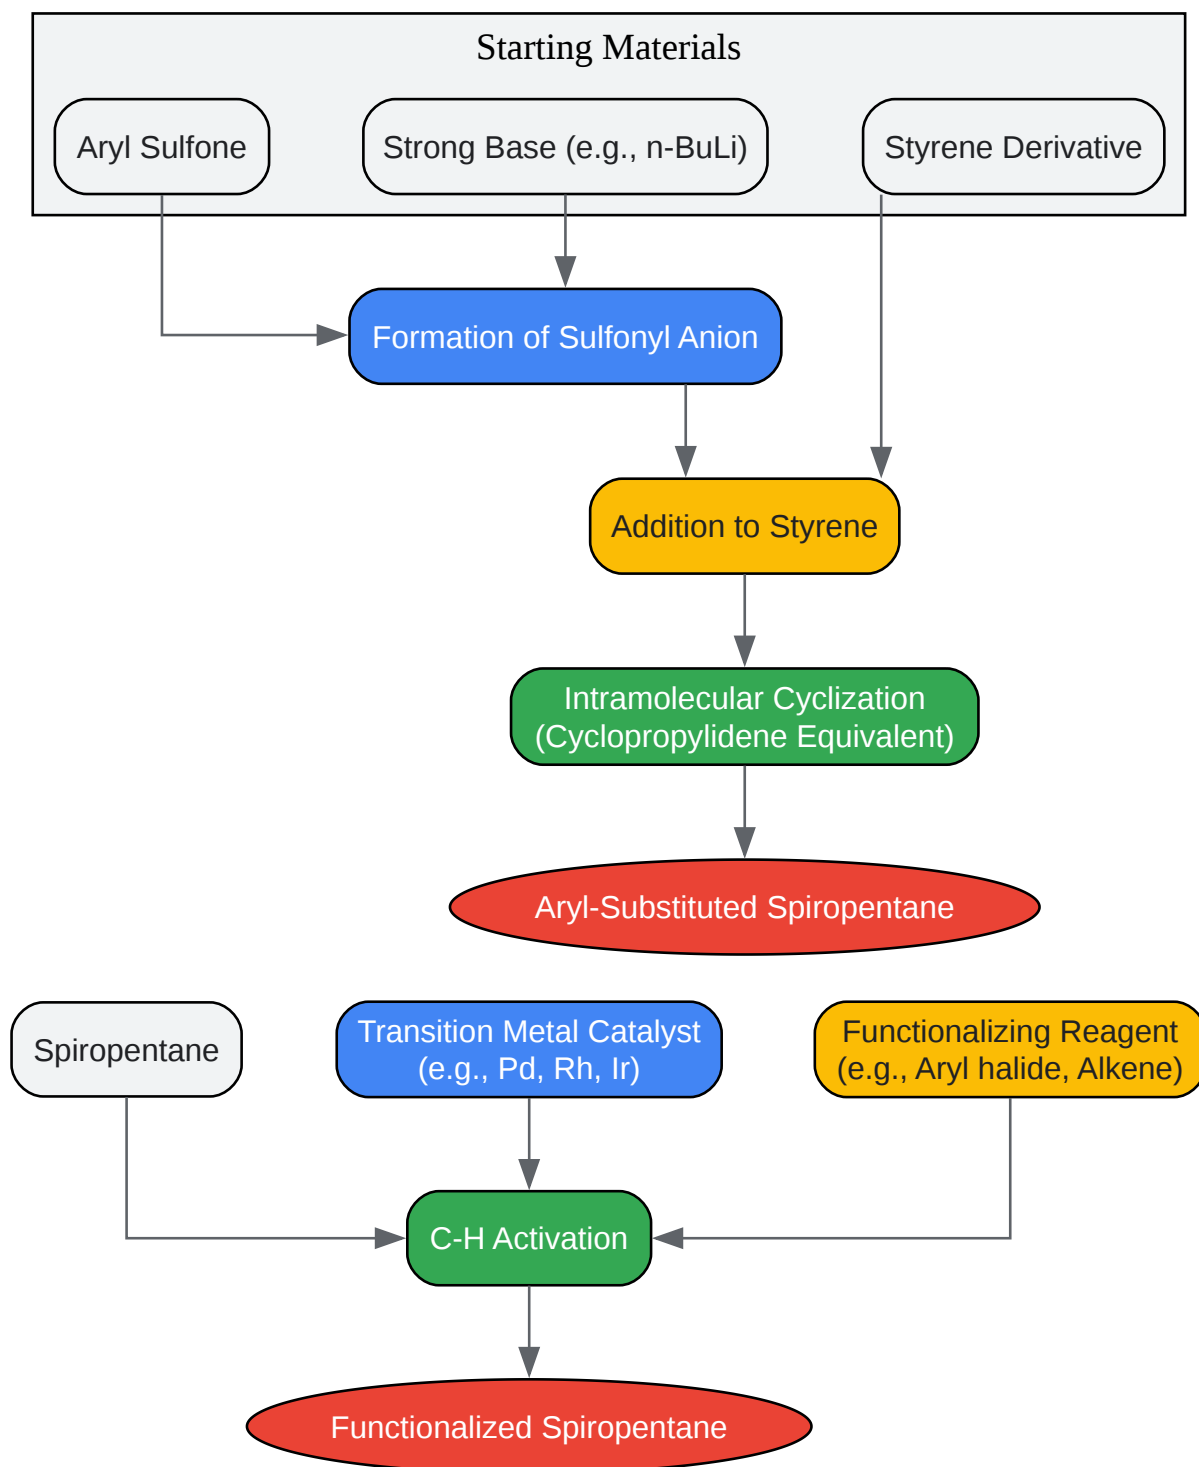 Starting Materials
Aryl Sulfone
Strong Base (e.g., n-BuLi)
Styrene Derivative
Formation of Sulfonyl Anion
Addition to Styrene
Intramolecular Cyclization
(Cyclopropylidene Equivalent)
Aryl-Substituted Spiropentane
Spiropentane
Transition Metal Catalyst
(e.g., Pd, Rh, Ir)
Functionalizing Reagent
(e.g., Aryl halide, Alkene)
C-H Activation
Functionalized Spiropentane